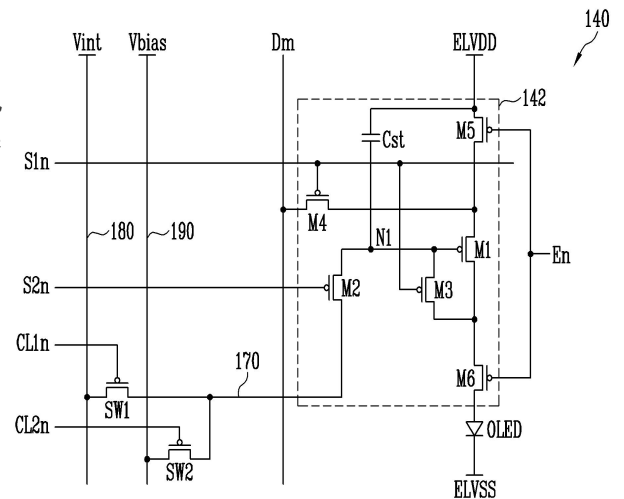 140
Vint Vbias Dm ELVDD
142
M5
Cst
S1n
M4
180 190 N1 M1 En
S2n M2 M3
CL1n
170
M6
SW1
CL2n OLED
SW2
ELVSS